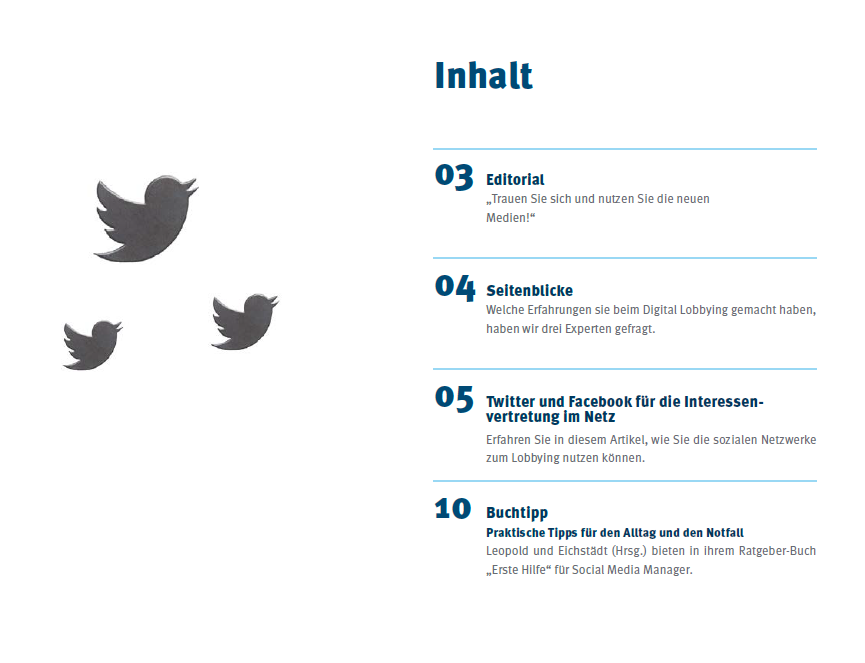 Inhalt
03
Editorial
„Trauen Sie sich und nutzen Sie die neuen
Medien!“
04
Seitenblicke
Welche Erfahrungen sie beim Digital Lobbying gemacht haben,
haben wir drei Experten gefragt.
05
Twitter und Facebook für die Interessen-
vertretung im Netz
Erfahren Sie in diesem Artikel, wie Sie die sozialen Netzwerke
zum Lobbying nutzen können.
10
Buchtipp
Praktische Tipps für den Alltag und den Notfall
Leopold und Eichstädt (Hrsg.) bieten in ihrem Ratgeber-Buch
„Erste Hilfe“ für Social Media Manager.